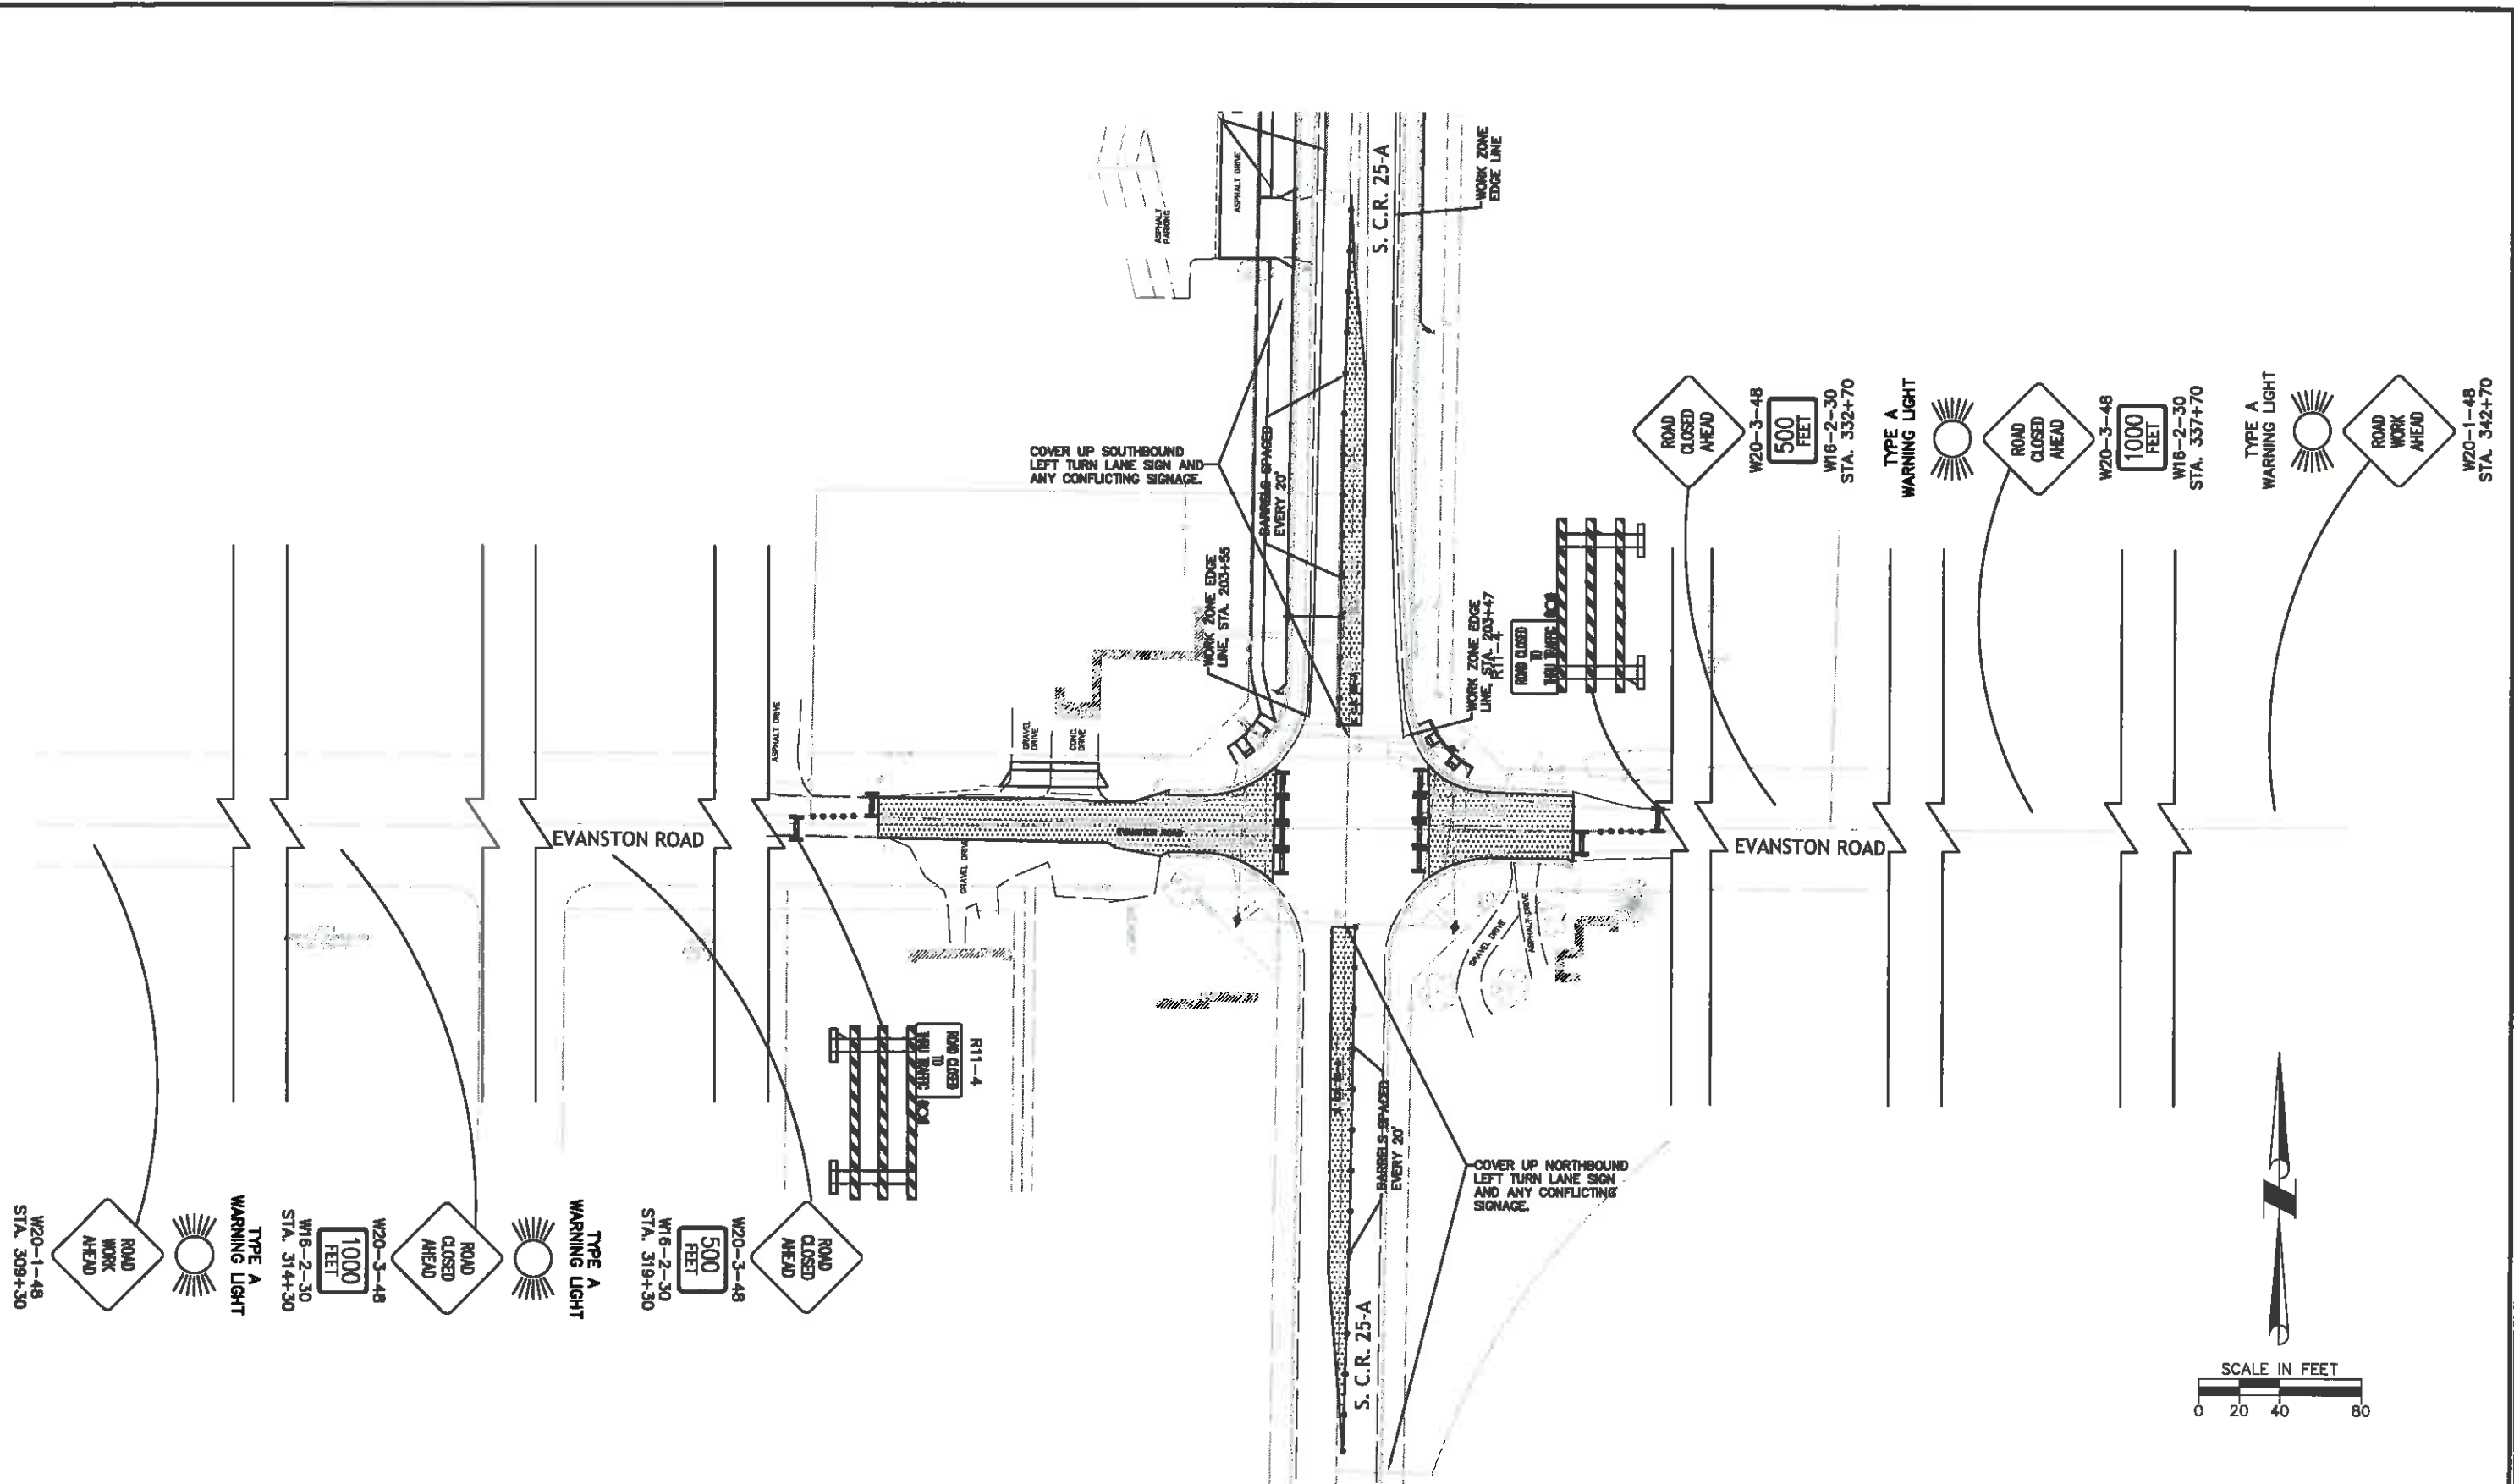 WORK ZONE
EDGE LINE
S. C.R. 25-A
ASPHALT DRIVE
ASPHALT
PARKING
COVER UP SOUTHBOUND
LEFT TURN LANE SIGN AND
ANY CONFLICTING SIGNAGE.
BARRELS SPACED
EVERY 20'
WORK ZONE EDGE
LINE, STA. 203+55
WORK ZONE EDGE
LINE, STA. 203+47
R11-4
ROAD CLOSED
TO
THRU TRAFFIC
ROAD
CLOSED
AHEAD
W20-3-48
500
FEET
W16-2-30
STA. 332+70
TYPE A
WARNING LIGHT
ROAD
CLOSED
AHEAD
W20-3-48
1000
FEET
W16-2-30
STA. 337+70
TYPE A
WARNING LIGHT
ROAD
WORK
AHEAD
W20-1-48
STA. 342+70
ASPHALT DRIVE
GRAVEL
DRIVE
CONC.
DRIVE
EVANSTON ROAD
EVANSTON ROAD
EVANSTON ROAD
GRAVEL DRIVE
GRAVEL DRIVE
ASPHALT DRIVE
R11-4
ROAD CLOSED
TO
THRU TRAFFIC
BARRELS SPACED
EVERY 20'
COVER UP NORTHBOUND
LEFT TURN LANE SIGN
AND ANY CONFLICTING
SIGNAGE.
S. C.R. 25-A
W20-1-48
STA. 309+30
ROAD
WORK
AHEAD
TYPE A
WARNING LIGHT
W20-3-48
1000
FEET
W16-2-30
STA. 314+30
ROAD
CLOSED
AHEAD
TYPE A
WARNING LIGHT
W20-3-48
500
FEET
W16-2-30
STA. 319+30
ROAD
CLOSED
AHEAD
SCALE IN FEET
0 20 40 80